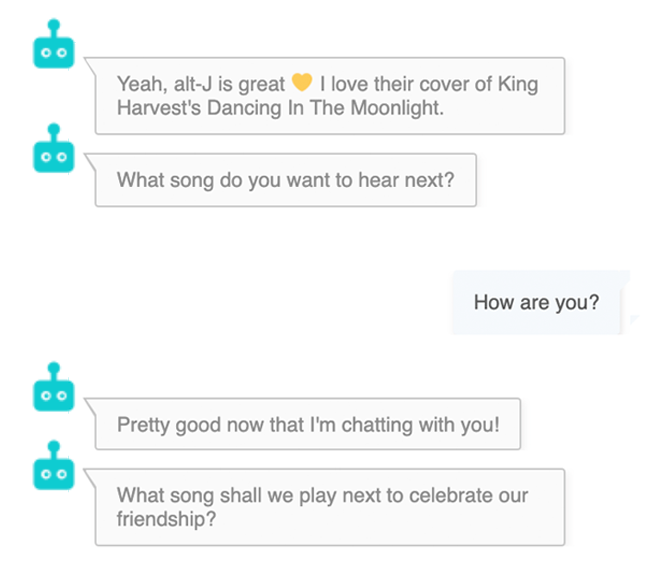 Yeah, alt-J is great 💛 I love their cover of King
Harvest's Dancing In The Moonlight.
What song do you want to hear next?
How are you?
Pretty good now that I'm chatting with you!
What song shall we play next to celebrate our
friendship?